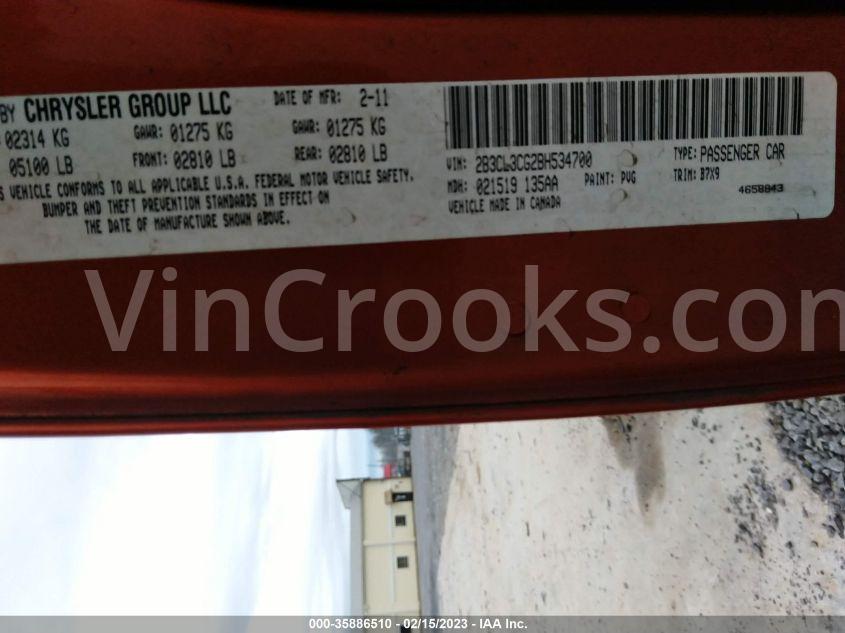 BY CHRYSLER GROUP LLC DATE OF MFR: 2-11
02314 KG GAWR: 01275 KG GAWR: 01275 KG
05100 LB FRONT: 02810 LB REAR: 02810 LB
S VEHICLE CONFORMS TO ALL APPLICABLE U.S.A. FEDERAL MOTOR VEHICLE SAFETY,
BUMPER AND THEFT PREVENTION STANDARDS IN EFFECT ON
THE DATE OF MANUFACTURE SHOWN ABOVE.
VIN: 2B3CL3CG2BH534700 TYPE: PASSENGER CAR
MDH: 021519 135AA PAINT: PVG TRIM: B7X9
VEHICLE MADE IN CANADA 4658843
VinCrooks.com
000-35886510 - 02/15/2023 - IAA Inc.